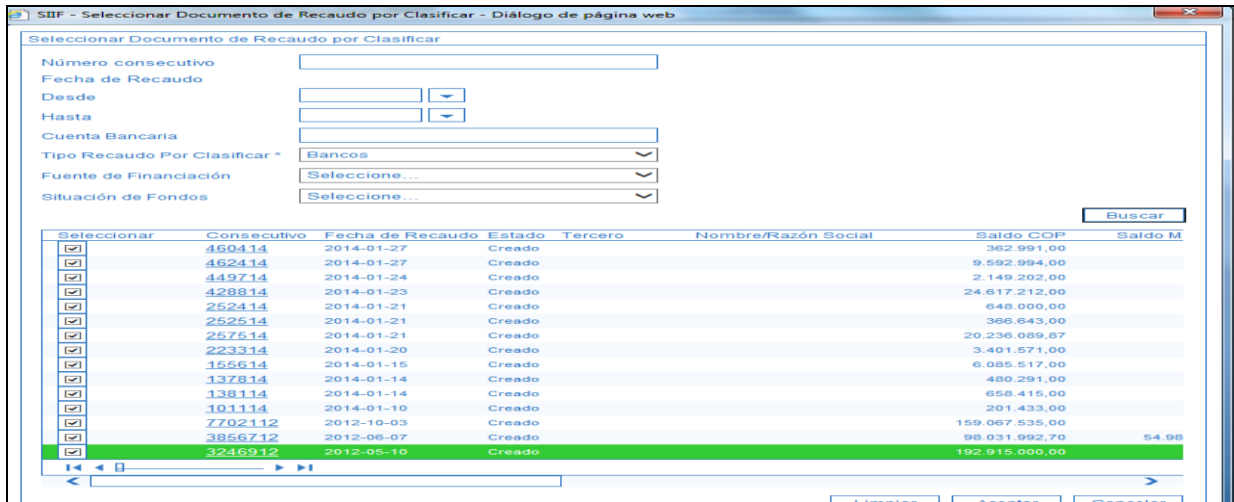 SIIF - Seleccionar Documento de Recaudo por Clasificar - Diálogo de página web
Seleccionar Documento de Recaudo por Clasificar
Número consecutivo
Fecha de Recaudo
Desde
Hasta
Cuenta Bancaria
Tipo Recaudo Por Clasificar * Bancos
Fuente de Financiación Seleccione...
Situación de Fondos Seleccione...
Buscar
Seleccionar Consecutivo Fecha de Recaudo Estado Tercero Nombre/Razón Social Saldo COP Saldo M
460414 2014-01-27 Creado 362.991,00
462414 2014-01-27 Creado 9.592.994,00
449714 2014-01-24 Creado 2.149.202,00
428814 2014-01-23 Creado 24.617.212,00
252414 2014-01-21 Creado 648.000,00
252514 2014-01-21 Creado 366.643,00
257514 2014-01-21 Creado 20.236.089,87
223314 2014-01-20 Creado 3.401.571,00
155614 2014-01-15 Creado 6.085.517,00
137814 2014-01-14 Creado 480.291,00
138114 2014-01-14 Creado 658.415,00
101114 2014-01-10 Creado 201.433,00
7702112 2012-10-03 Creado 159.067.535,00
3856712 2012-06-07 Creado 98.031.992,70 54.98
3246912 2012-05-10 Creado 192.915.000,00
Limpiar Aceptar Cancelar